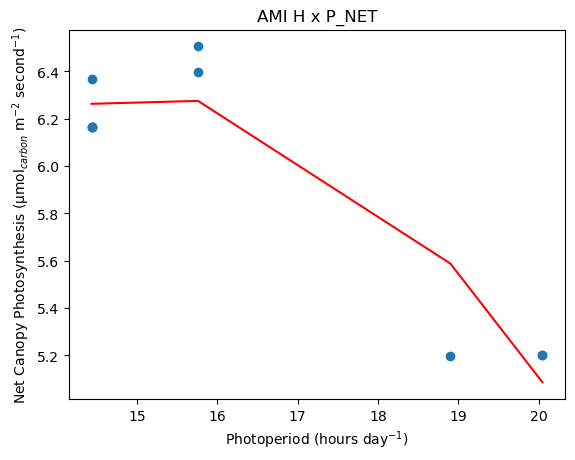 AMI H x P_NET
Net Canopy Photosynthesis (μmol_carbon m⁻² second⁻¹)
6.4
6.2
6.0
5.8
5.6
5.4
5.2
15 16 17 18 19 20
Photoperiod (hours day⁻¹)